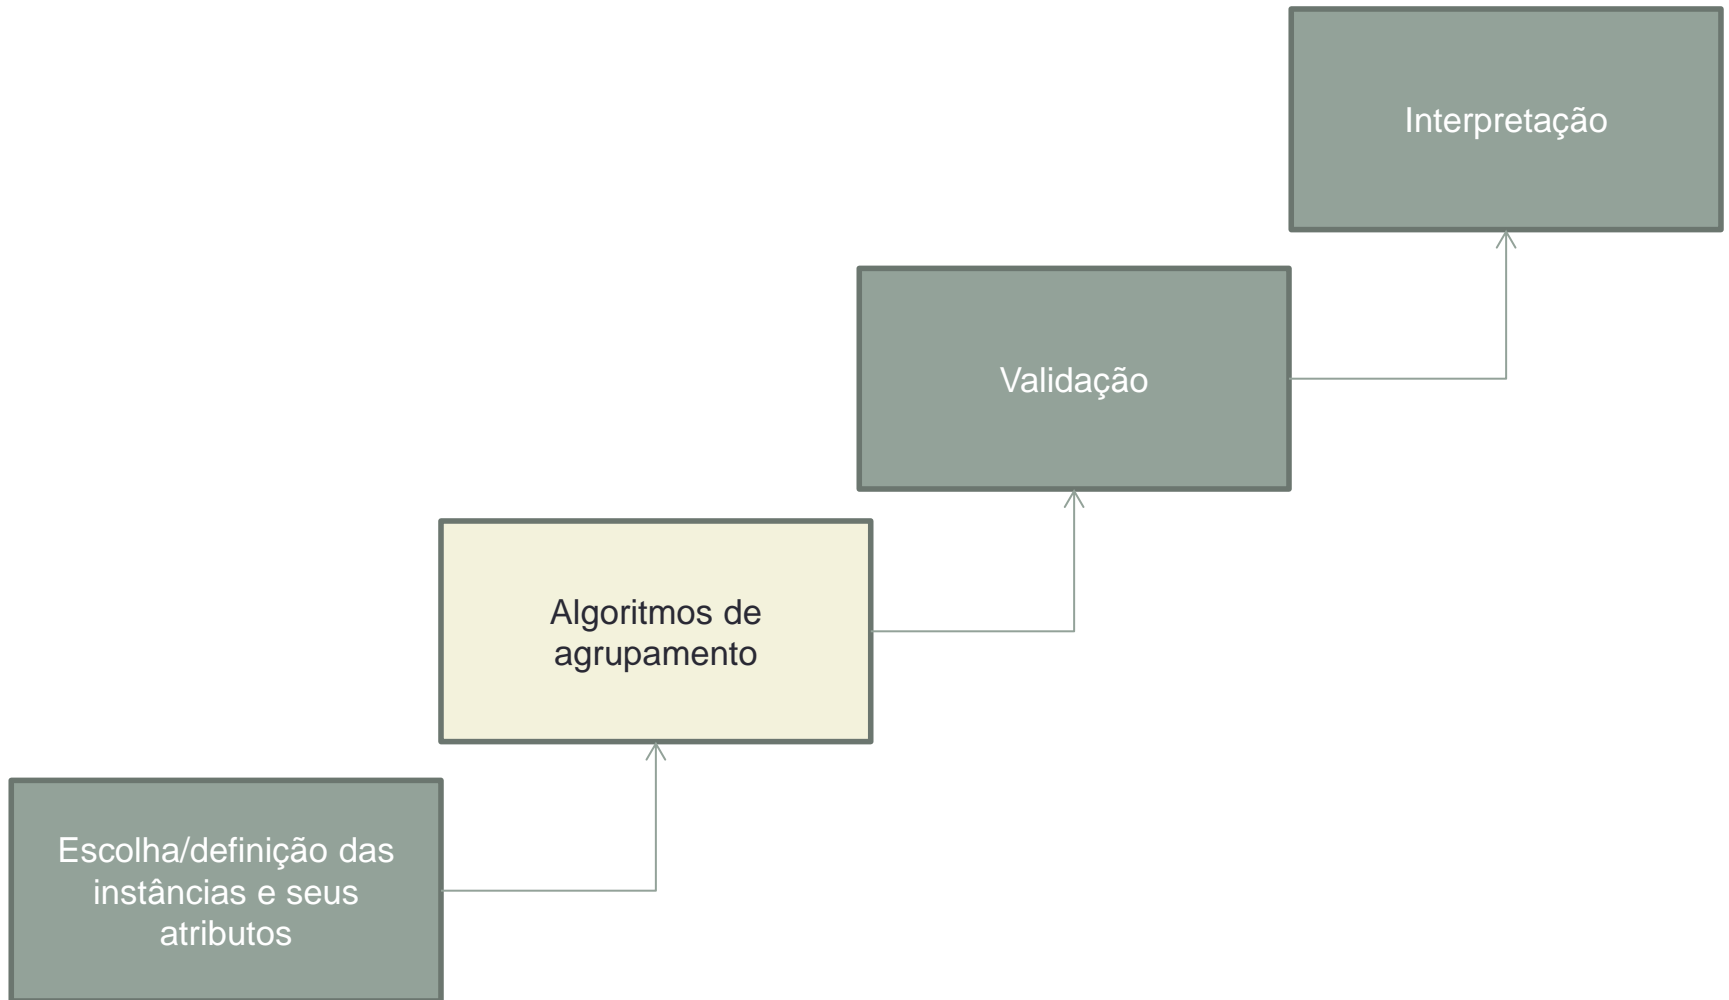 Interpretação
Validação
Algoritmos de
agrupamento
Escolha/definição das
instâncias e seus
atributos